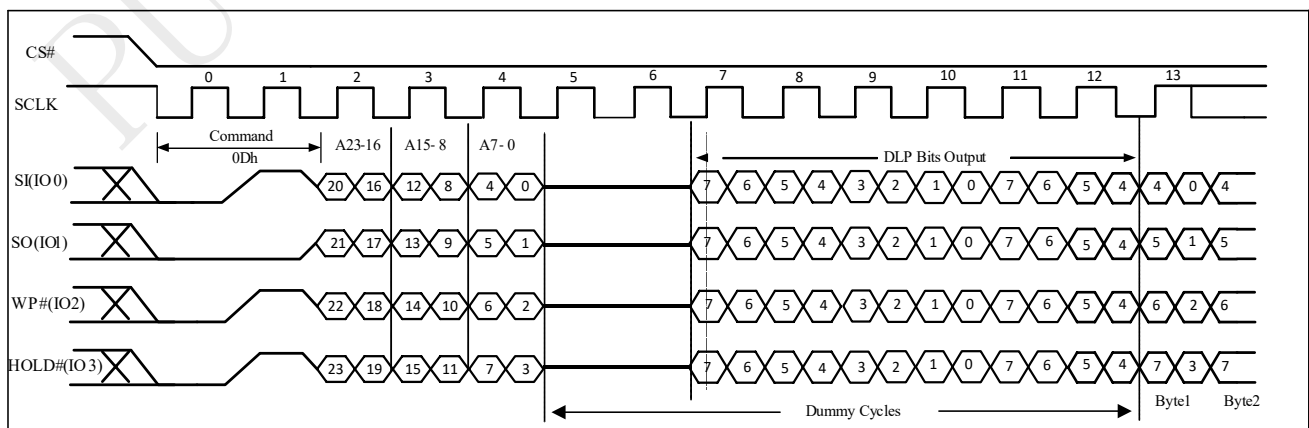 PU
CS#
0 1 2 3 4 5 6 7 8 9 10 11 12 13
SCLK
Command
0Dh
A23-16 A15- 8 A7- 0
DLP Bits Output
SI(IO0) 20 16 12 8 4 0 7 6 5 4 3 2 1 0 7 6 5 4 4 0 4
SO(IO1) 21 17 13 9 5 1 7 6 5 4 3 2 1 0 7 6 5 4 5 1 5
WP#(IO2) 22 18 14 10 6 2 7 6 5 4 3 2 1 0 7 6 5 4 6 2 6
HOLD#(IO3) 23 19 15 11 7 3 7 6 5 4 3 2 1 0 7 6 5 4 7 3 7
Byte1 Byte2
Dummy Cycles